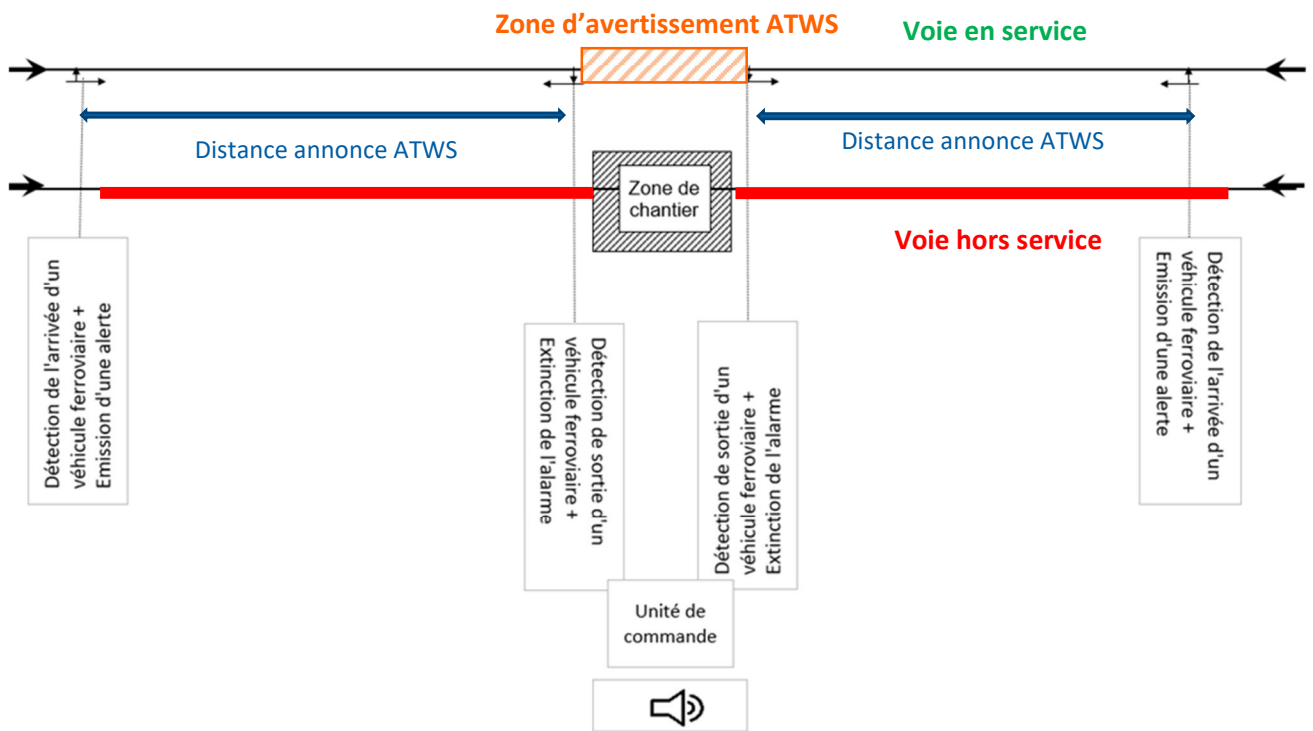 Zone d'avertissement ATWS
Voie en service
Distance annonce ATWS
Distance annonce ATWS
Zone de
chantier
Voie hors service
Détection de l'arrivée d'un
véhicule ferroviaire +
Emission d'une alerte
Détection de sortie d'un
véhicule ferroviaire +
Extinction de l'alarme
Détection de sortie d'un
véhicule ferroviaire +
Extinction de l'alarme
Détection de l'arrivée d'un
véhicule ferroviaire +
Emission d'une alerte
Unité de
commande